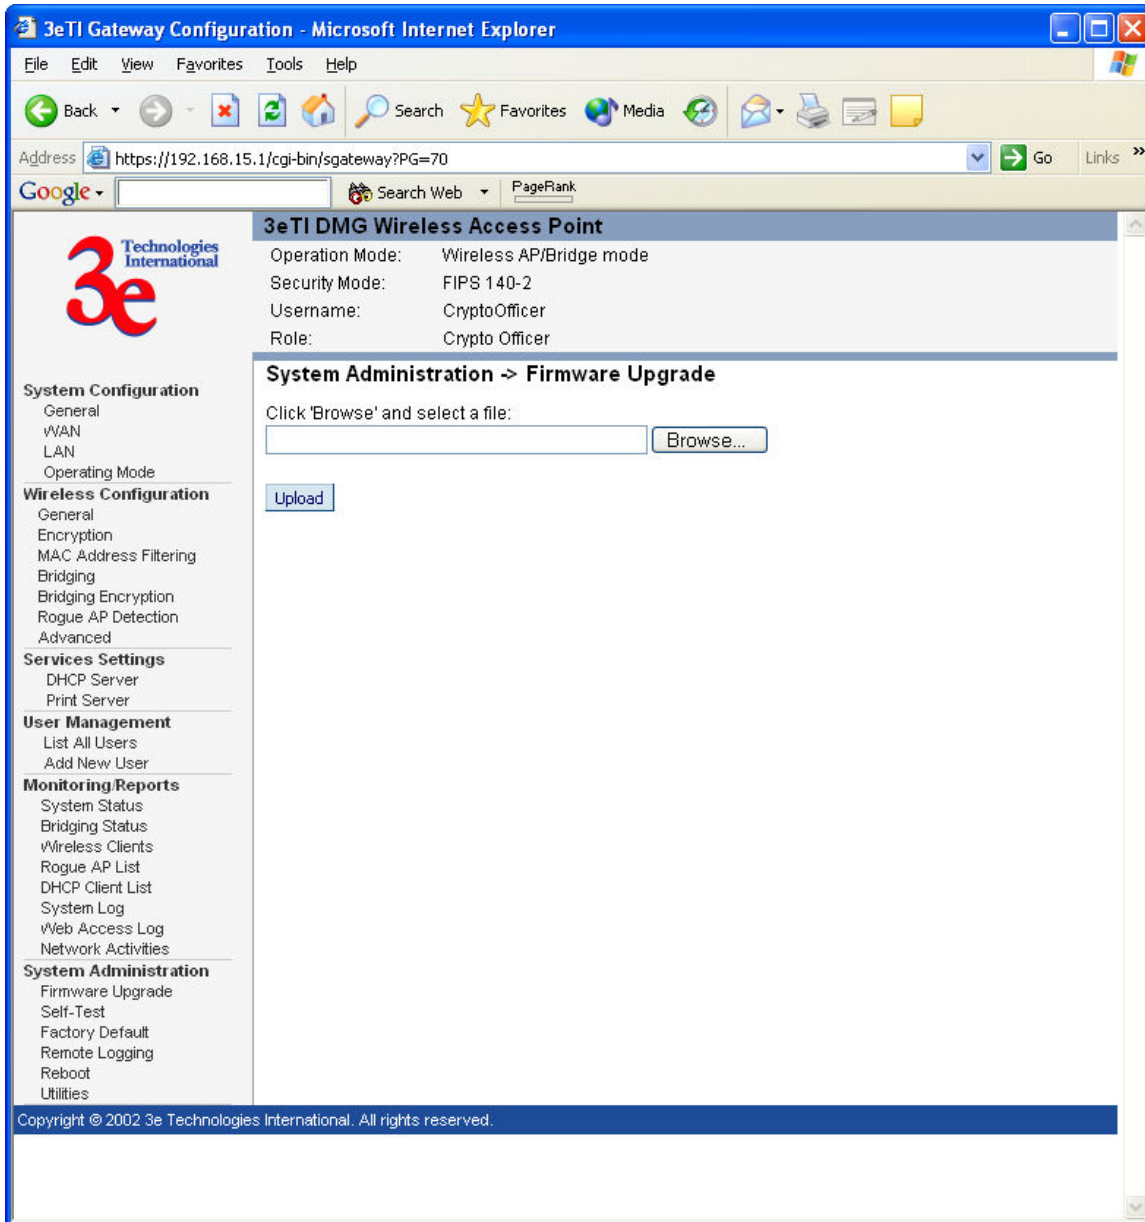 3eTI Gateway Configuration - Microsoft Internet Explorer
File Edit View Favorites Tools Help
Back Search Favorites Media
Address https://192.168.15.1/cgi-bin/sgateway?PG=70 Go Links »
Google Search Web PageRank
3e Technologies International
3eTI DMG Wireless Access Point
Operation Mode: Wireless AP/Bridge mode
Security Mode: FIPS 140-2
Username: CryptoOfficer
Role: Crypto Officer
System Configuration
General
WAN
LAN
Operating Mode
Wireless Configuration
General
Encryption
MAC Address Filtering
Bridging
Bridging Encryption
Rogue AP Detection
Advanced
Services Settings
DHCP Server
Print Server
User Management
List All Users
Add New User
Monitoring/Reports
System Status
Bridging Status
Wireless Clients
Rogue AP List
DHCP Client List
System Log
Web Access Log
Network Activities
System Administration
Firmware Upgrade
Self-Test
Factory Default
Remote Logging
Reboot
Utilities
System Administration -> Firmware Upgrade
Click 'Browse' and select a file:
Browse...
Upload
Copyright © 2002 3e Technologies International. All rights reserved.